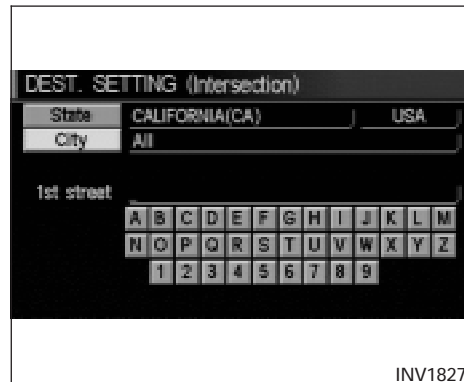 DEST. SETTING (Intersection)
State CALIFORNIA(CA) USA
City All
1st street
A B C D E F G H I J K L M
N O P Q R S T U V W X Y Z
1 2 3 4 5 6 7 8 9
INV1827